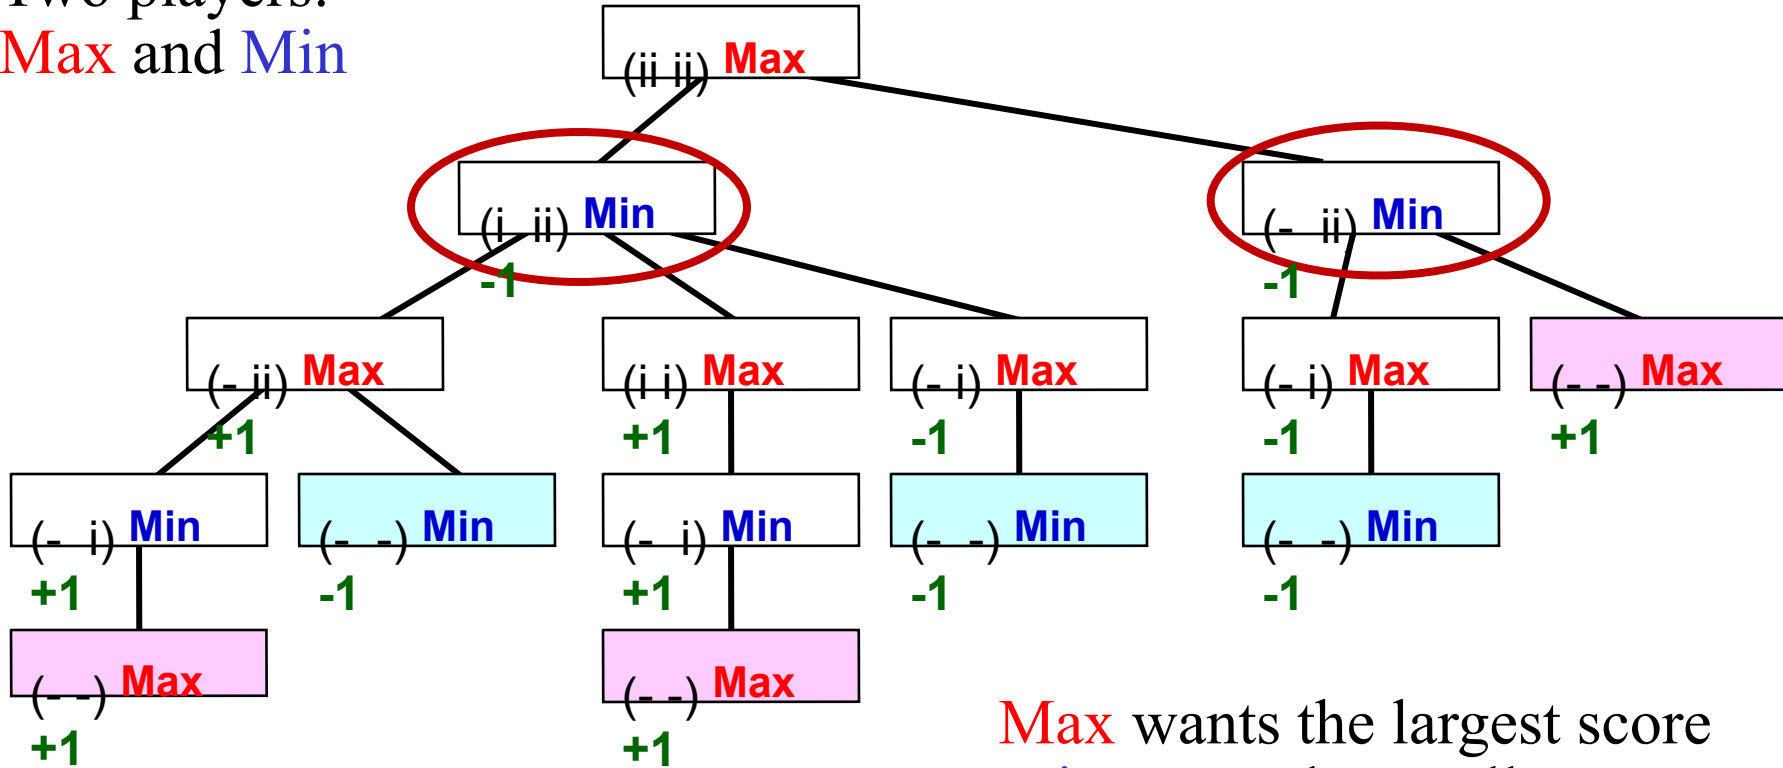 Two players:
Max and Min
(ii ii) Max
(i ii) Min
-1
(- ii) Min
-1
(- ii) Max
+1
(i i) Max
+1
(- i) Max
-1
(- i) Max
-1
(- -) Max
+1
(- i) Min
+1
(- -) Min
-1
(- i) Min
+1
(- -) Min
-1
(- -) Min
-1
(- -) Max
+1
(- -) Max
+1
Max wants the largest score